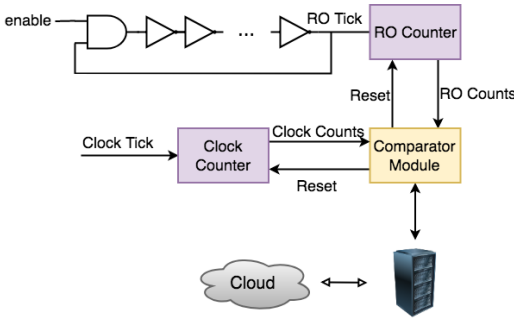 RO Tick
enable
...
RO Counter
Reset
RO Counts
Clock Tick
Clock
Counter
Clock Counts
Reset
Comparator
Module
Cloud